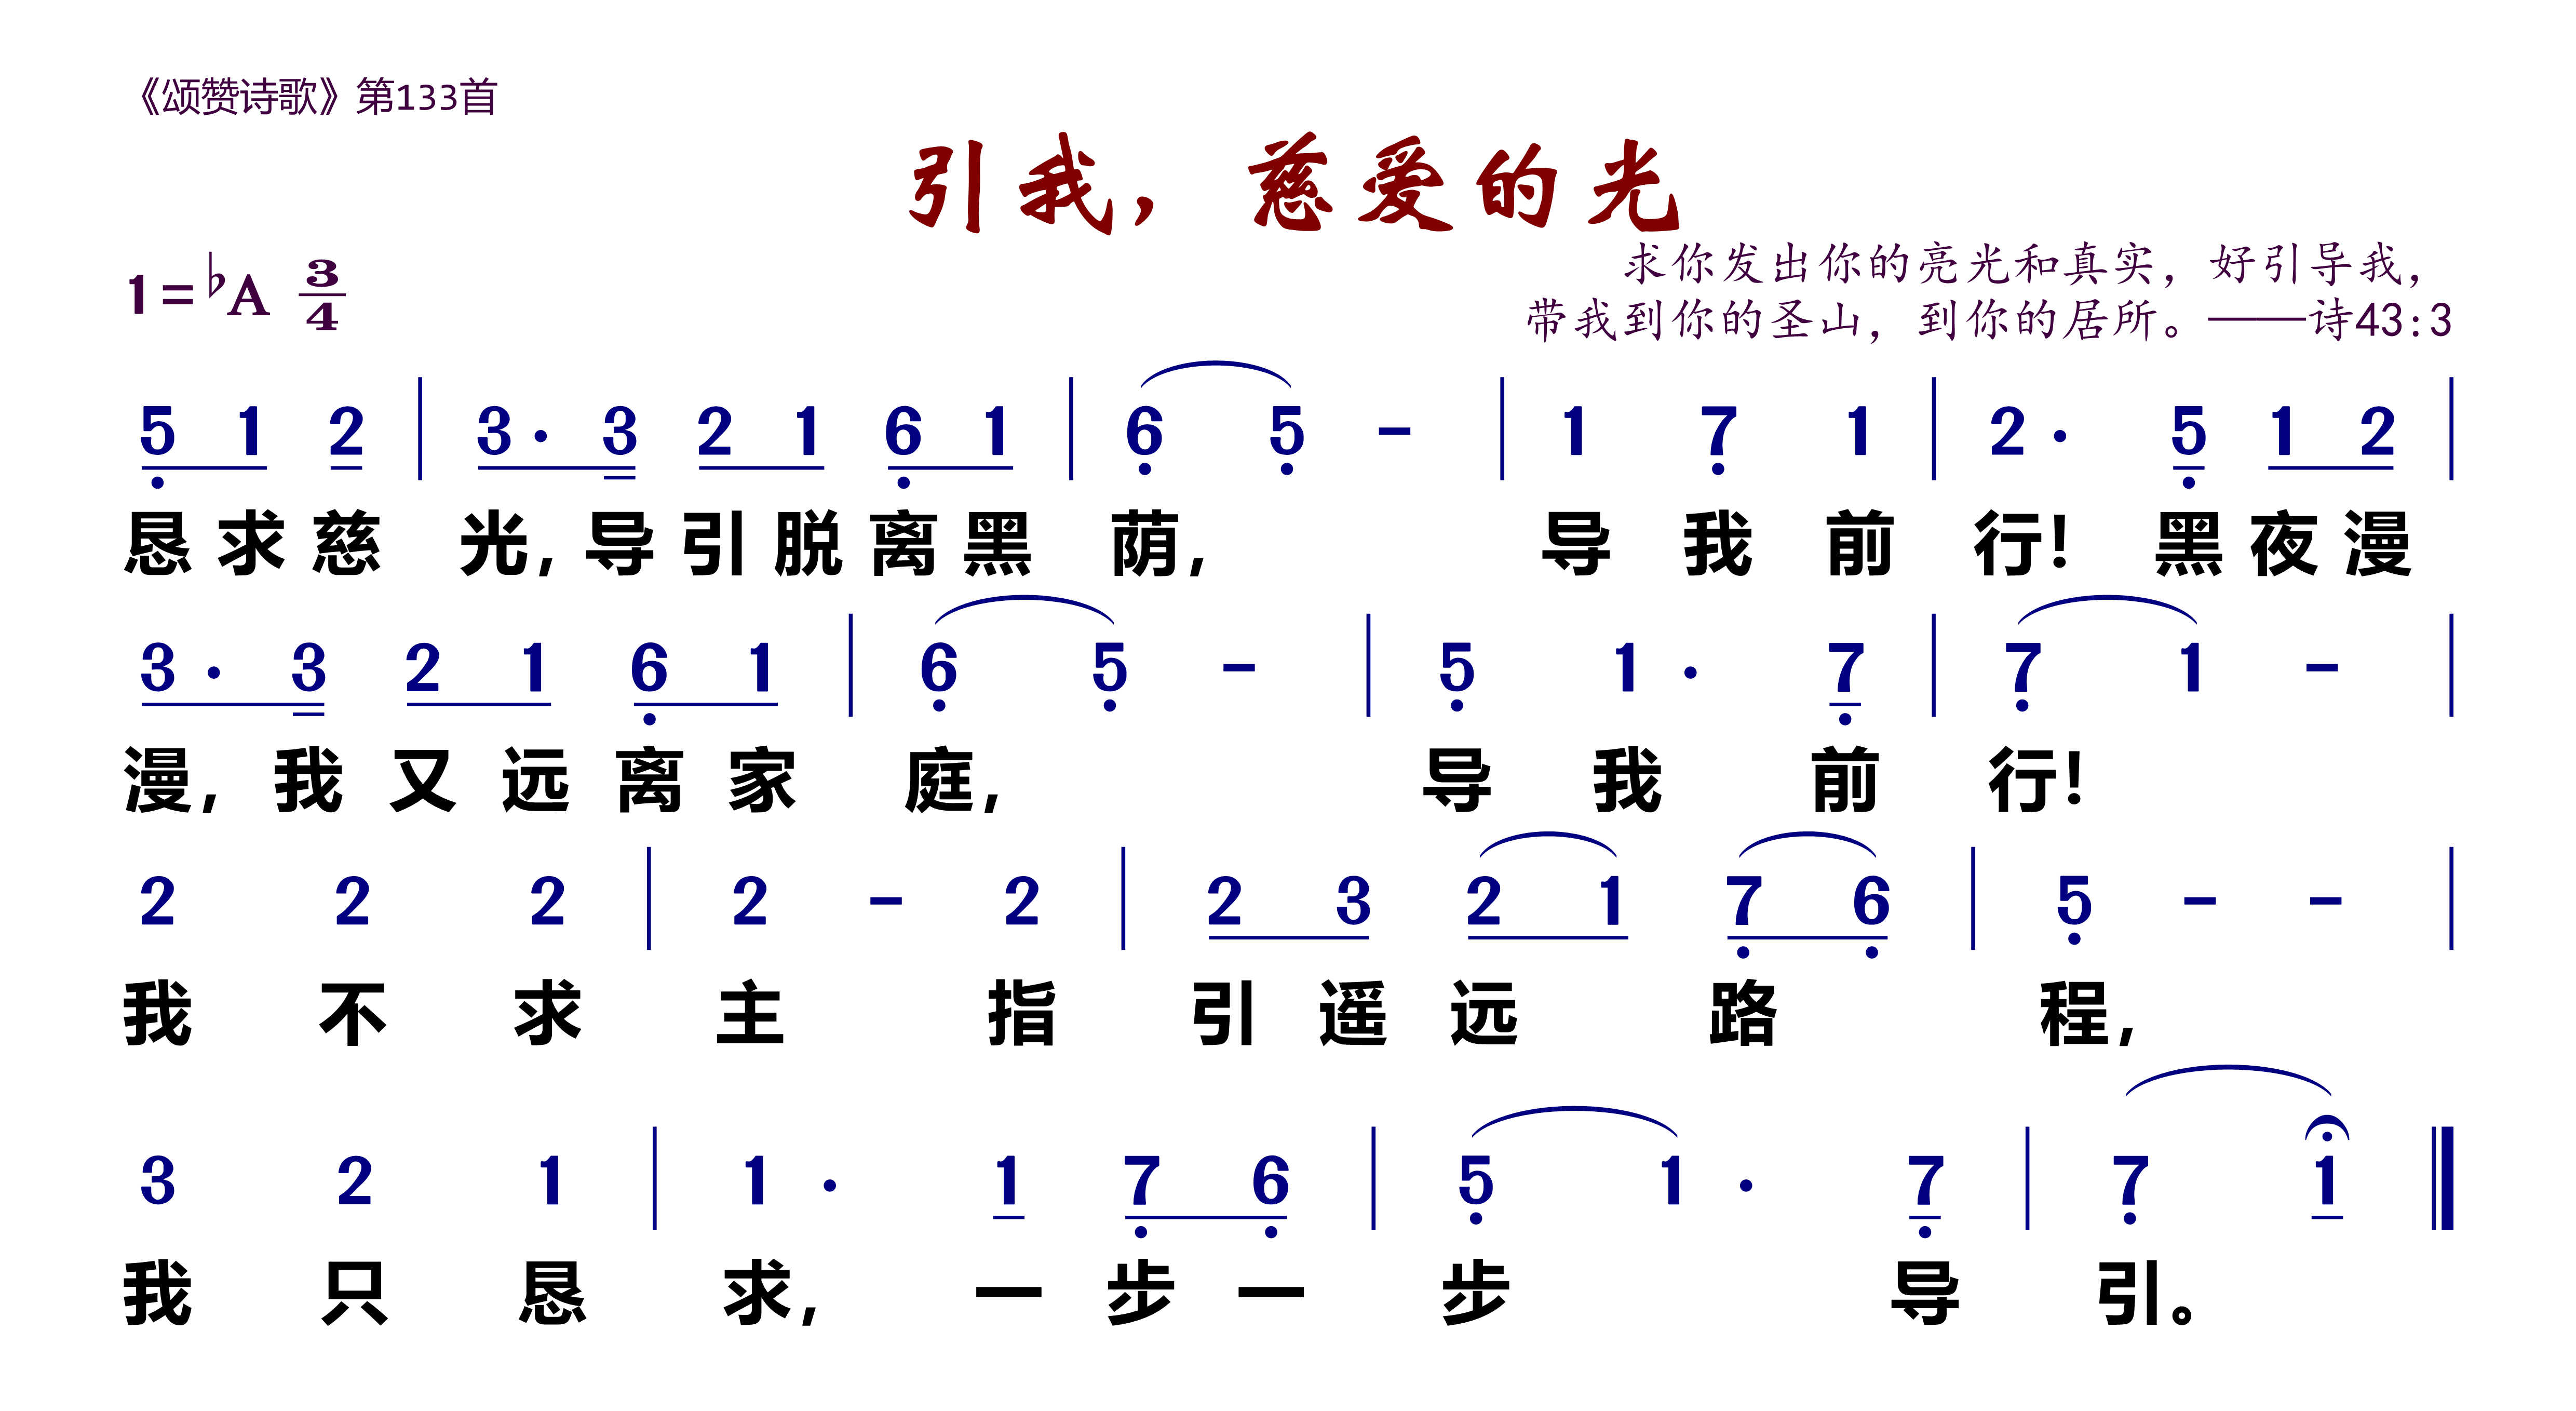 《颂赞诗歌》第133首
引我，慈爱的光
1=♭A 3/4
求你发出你的亮光和真实，好引导我，
带我到你的圣山，到你的居所。——诗43:3
5 1 2 | 3 · 3 2 1 6 1 | 6 5 - | 1 7 1 | 2 · 5 1 2 |
恳求慈 光,导引脱离黑 荫, 导 我 前 行! 黑夜漫
3 · 3 2 1 6 1 | 6 5 - | 5 1 · 7 | 7 1 - |
漫,我又远离家 庭, 导 我 前 行!
2 2 2 | 2 - 2 | 2 3 2 1 7 6 | 5 - - |
我 不 求 主 指 引遥远 路 程,
3 2 1 | 1 · 1 7 6 | 5 1 · 7 | 7 1
我 只 恳 求, 一步一 步 导 引。